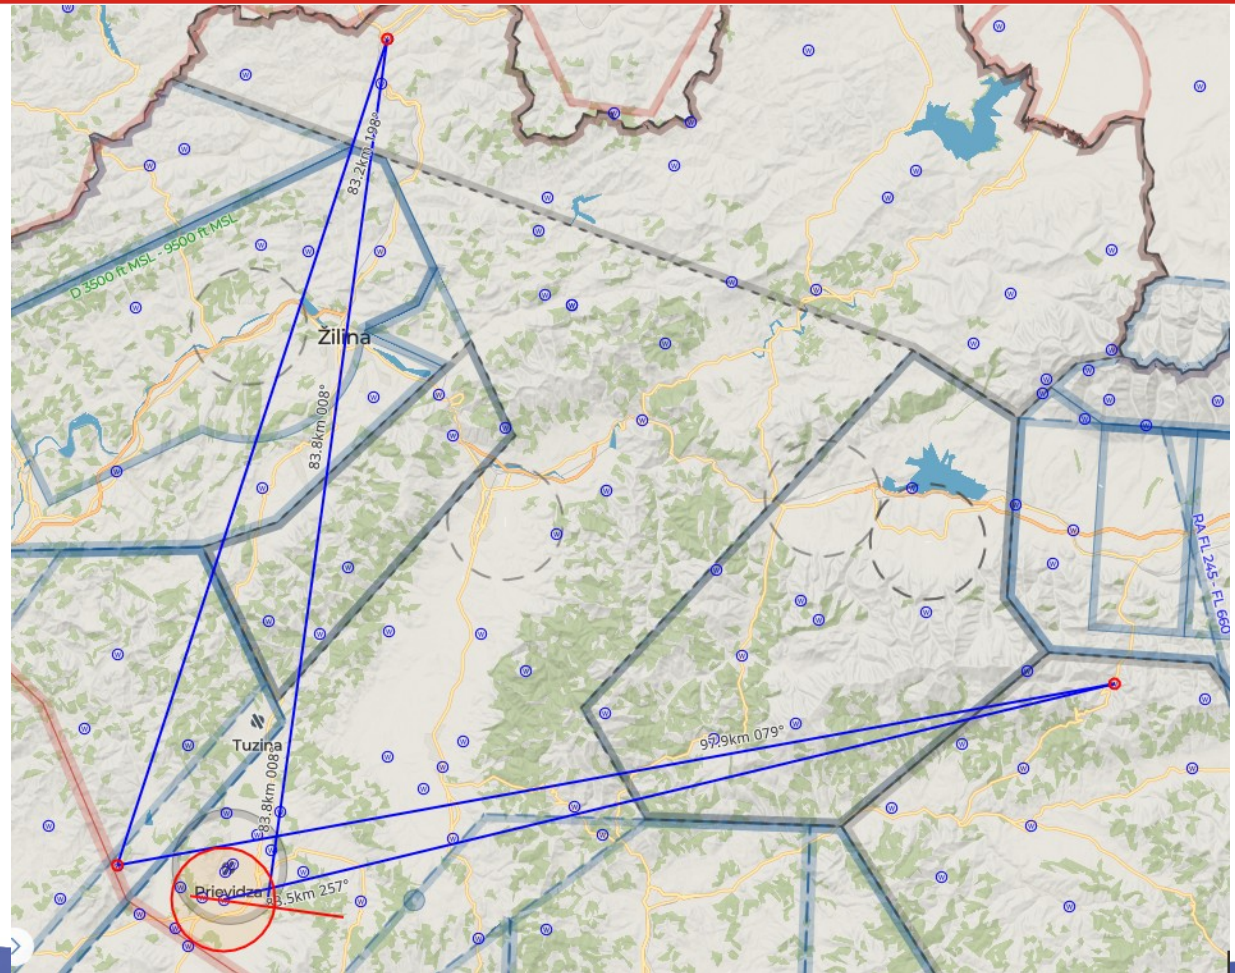 83.2km 198°
D 3500 ft MSL - 9500 ft MSL
Žilina
83.8km 008°
RA FL 245 - FL 660
Tuzina
97.9km 079°
83.8km 008°
Prievidza
5km 257°